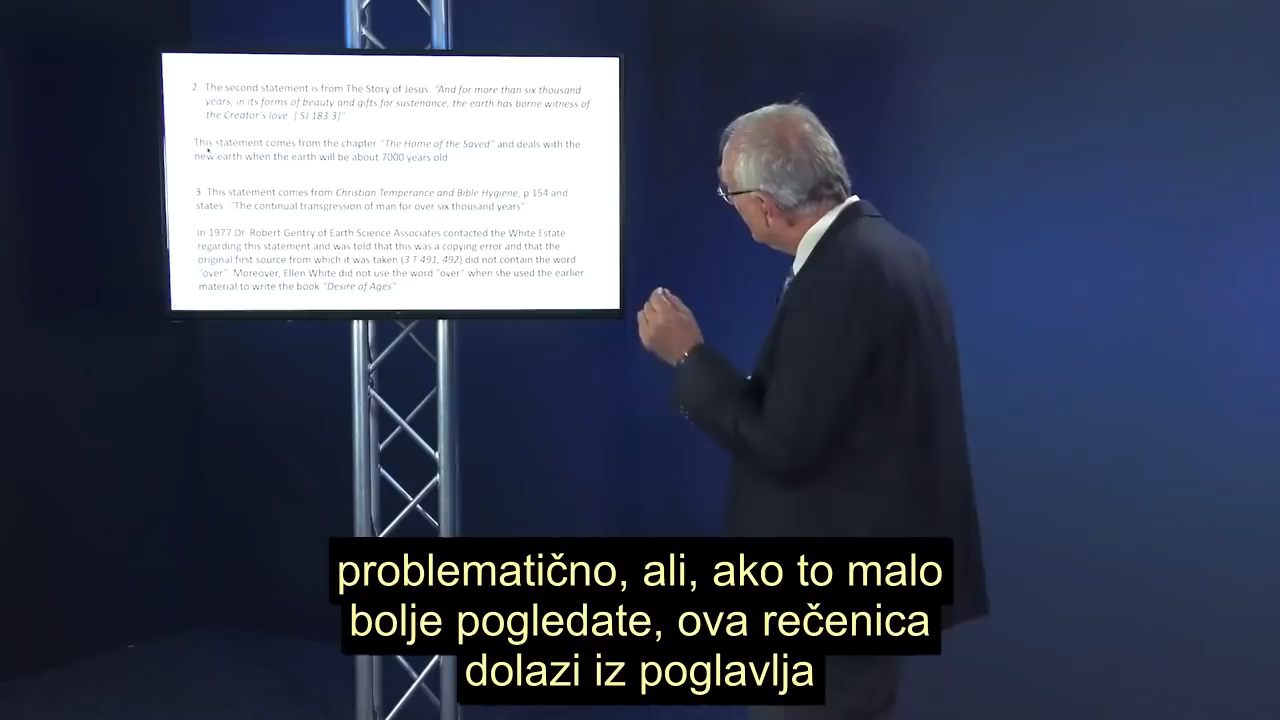 2 The second statement is from The Story of Jesus: "And for more than six thousand
years, in its forms of beauty and gifts for sustenance, the earth has borne witness of
the Creator's love. { SJ 183.3}"
This statement comes from the chapter "The Home of the Saved" and deals with the
new earth when the earth will be about 7000 years old
3 This statement comes from Christian Temperance and Bible Hygiene, p 154 and
states "The continual transgression of man for over six thousand years"
In 1977 Dr. Robert Gentry of Earth Science Associates contacted the White Estate
regarding this statement and was told that this was a copying error and that the
original first source from which it was taken (3 T 491, 492) did not contain the word
"over". Moreover, Ellen White did not use the word "over" when she used the earlier
material to write the book "Desire of Ages"
problematično, ali, ako to malo
bolje pogledate, ova rečenica
dolazi iz poglavlja